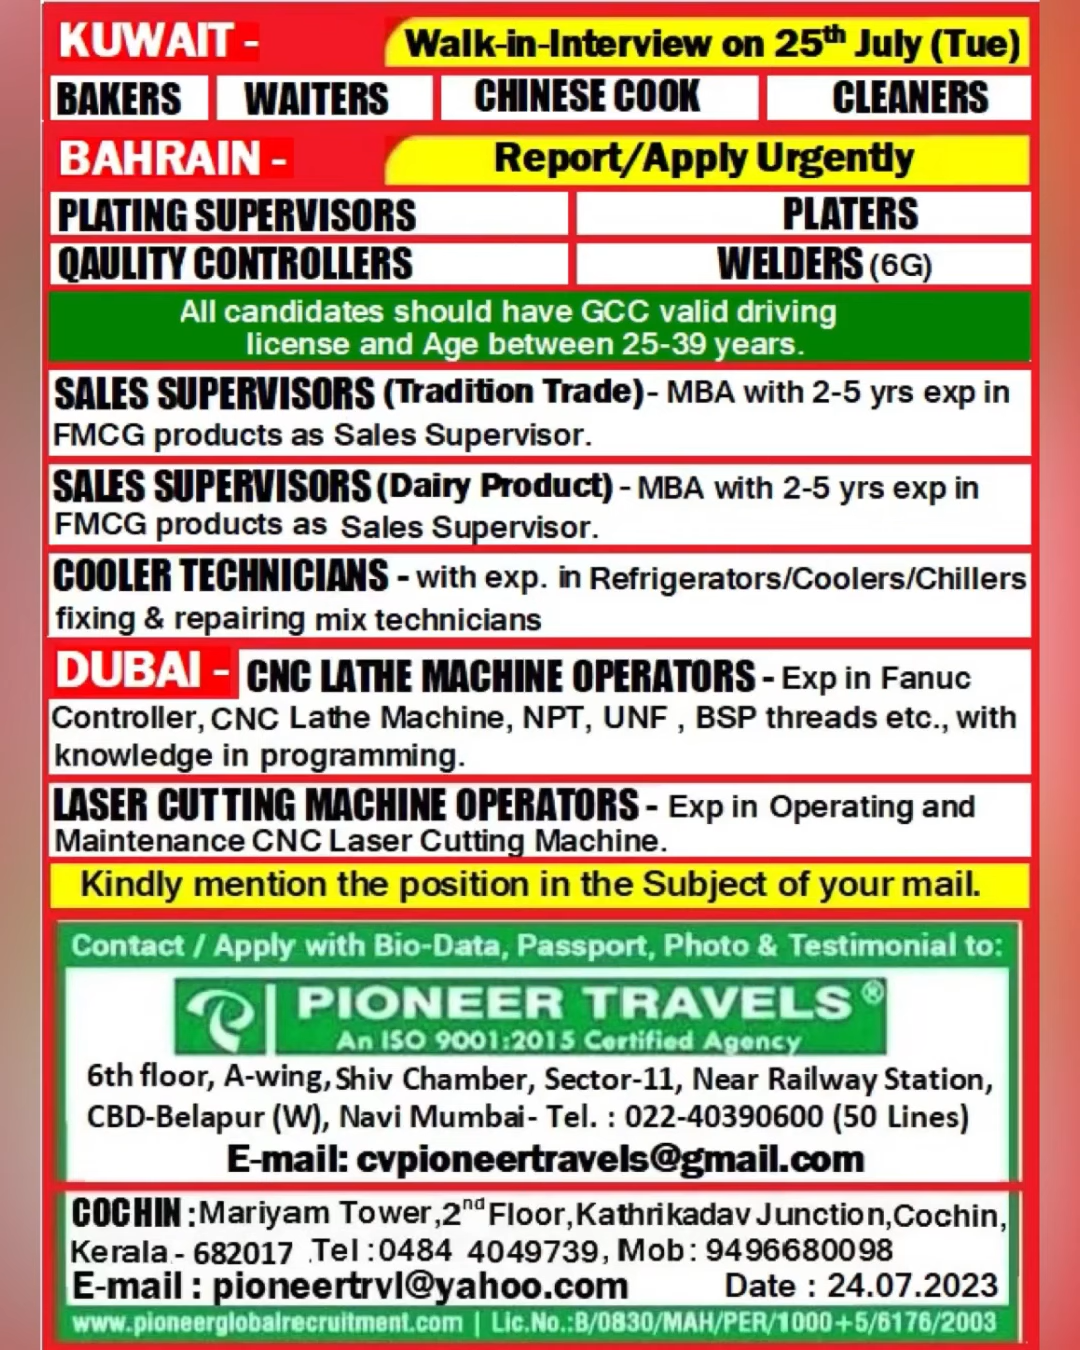 KUWAIT -
Walk-in-Interview on 25th July (Tue)
BAKERS
WAITERS
CHINESE COOK
CLEANERS
BAHRAIN -
Report/Apply Urgently
PLATING SUPERVISORS
PLATERS
QAULITY CONTROLLERS
WELDERS (6G)
All candidates should have GCC valid driving
license and Age between 25-39 years.
SALES SUPERVISORS (Tradition Trade)- MBA with 2-5 yrs exp in
FMCG products as Sales Supervisor.
SALES SUPERVISORS (Dairy Product) - MBA with 2-5 yrs exp in
FMCG products as Sales Supervisor.
COOLER TECHNICIANS - with exp. in Refrigerators/Coolers/Chillers
fixing & repairing mix technicians
DUBAI - CNC LATHE MACHINE OPERATORS - Exp in Fanuc
Controller, CNC Lathe Machine, NPT, UNF , BSP threads etc., with
knowledge in programming.
LASER CUTTING MACHINE OPERATORS - Exp in Operating and
Maintenance CNC Laser Cutting Machine.
Kindly mention the position in the Subject of your mail.
Contact / Apply with Bio-Data, Passport, Photo & Testimonial to:
PIONEER TRAVELS ®
An ISO 9001:2015 Certified Agency
6th floor, A-wing, Shiv Chamber, Sector-11, Near Railway Station,
CBD-Belapur (W), Navi Mumbai- Tel. : 022-40390600 (50 Lines)
E-mail: cvpioneertravels@gmail.com
COCHIN : Mariyam Tower,2nd Floor, Kathrikadav Junction, Cochin,
Kerala - 682017 .Tel :0484 4049739, Mob: 9496680098
E-mail : pioneertrvl@yahoo.com Date : 24.07.2023
www.pioneerglobalrecruitment.com | Lic.No.:B/0830/MAH/PER/1000+5/6176/2003